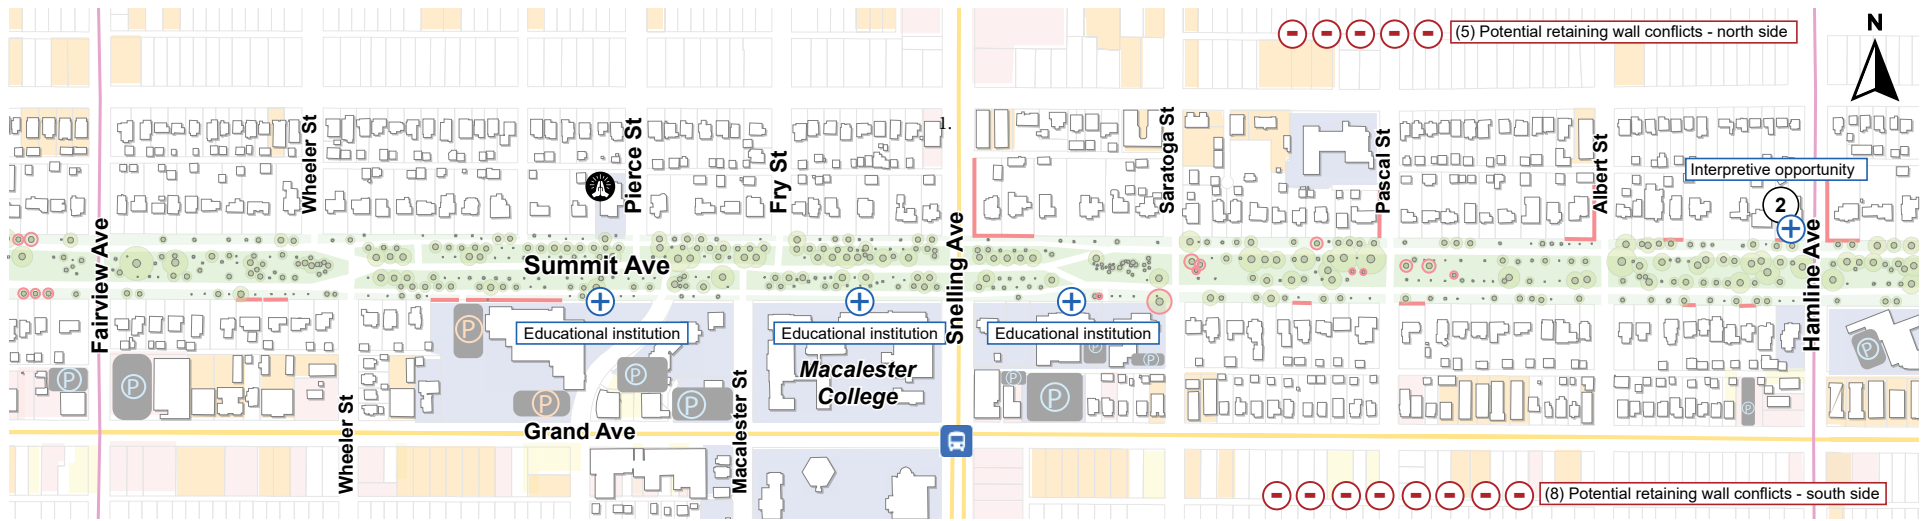 N
(5) Potential retaining wall conflicts - north side
Wheeler St
Pierce St
Fry St
1.
Saratoga St
Pascal St
Albert St
Interpretive opportunity
2
Fairview Ave
Summit Ave
Snelling Ave
Hamline Ave
P
Educational institution
Educational institution
Educational institution
P
P
P
P
P
Macalester
College
P
P
P
P
P
P
Wheeler St
Grand Ave
Macalester St
(8) Potential retaining wall conflicts - south side